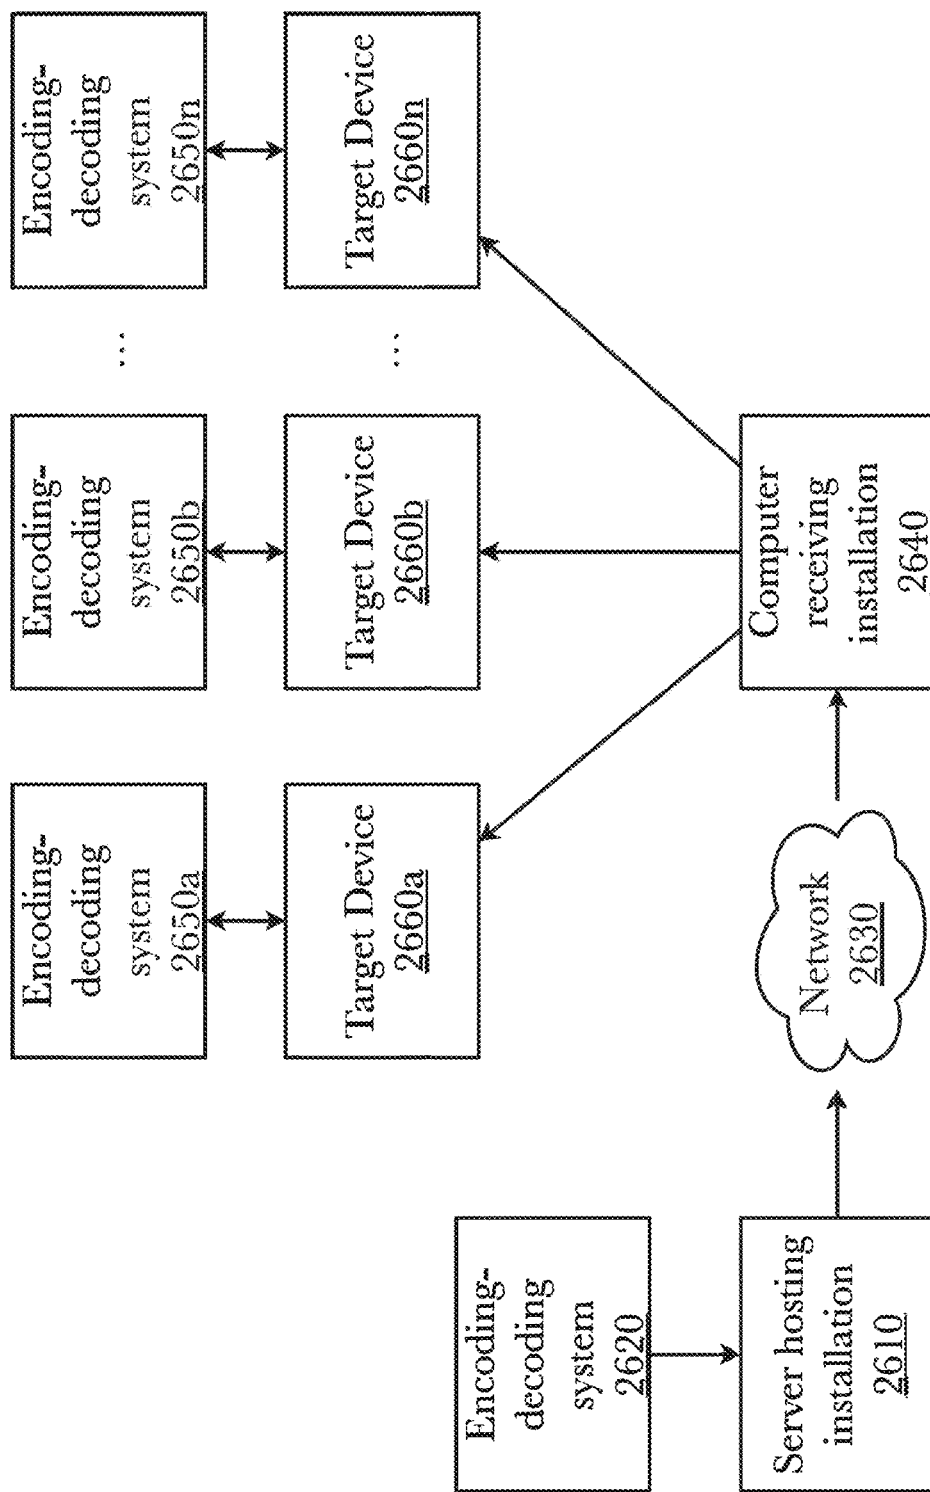 Encoding-
decoding
system
2650a
Encoding-
decoding
system
2650b
...
Encoding-
decoding
system
2650n
Target Device
2660a
Target Device
2660b
...
Target Device
2660n
Encoding-
decoding
system
2620
Server hosting
installation
2610
Network
2630
Computer
receiving
installation
2640